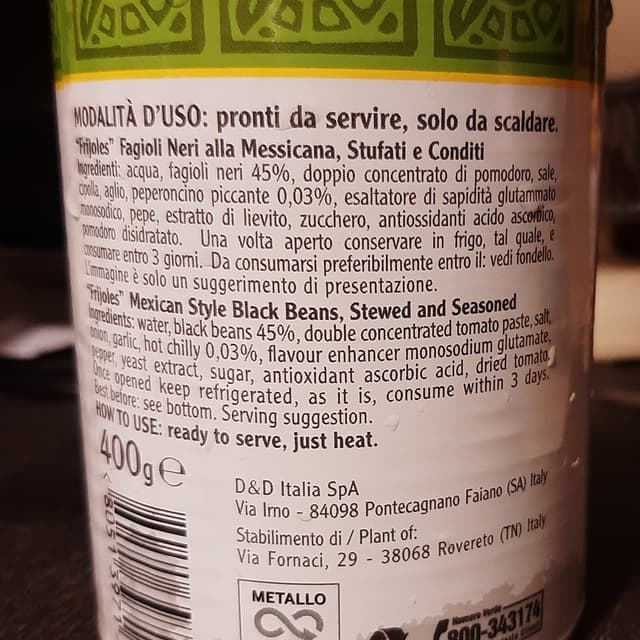 MODALITÀ D'USO: pronti da servire, solo da scaldare.
"Frijoles" Fagioli Neri alla Messicana, Stufati e Conditi
Ingredienti: acqua, fagioli neri 45%, doppio concentrato di pomodoro, sale,
cipolla, aglio, peperoncino piccante 0,03%, esaltatore di sapidità glutammato
monosodico, pepe, estratto di lievito, zucchero, antiossidanti acido ascorbico,
pomodoro disidratato. Una volta aperto conservare in frigo, tal quale, e
consumare entro 3 giorni. Da consumarsi preferibilmente entro il: vedi fondello.
L'immagine è solo un suggerimento di presentazione.
"Frijoles" Mexican Style Black Beans, Stewed and Seasoned
Ingredients: water, black beans 45%, double concentrated tomato paste, salt,
onion, garlic, hot chilly 0,03%, flavour enhancer monosodium glutamate,
pepper, yeast extract, sugar, antioxidant ascorbic acid, dried tomato.
Once opened keep refrigerated, as it is, consume within 3 days.
Best before: see bottom. Serving suggestion.
HOW TO USE: ready to serve, just heat.
400g e
D&D Italia SpA
Via Irno - 84098 Pontecagnano Faiano (SA) Italy
Stabilimento di / Plant of:
Via Fornaci, 29 - 38068 Rovereto (TN) Italy
METALLO
Numero Verde
800-343174